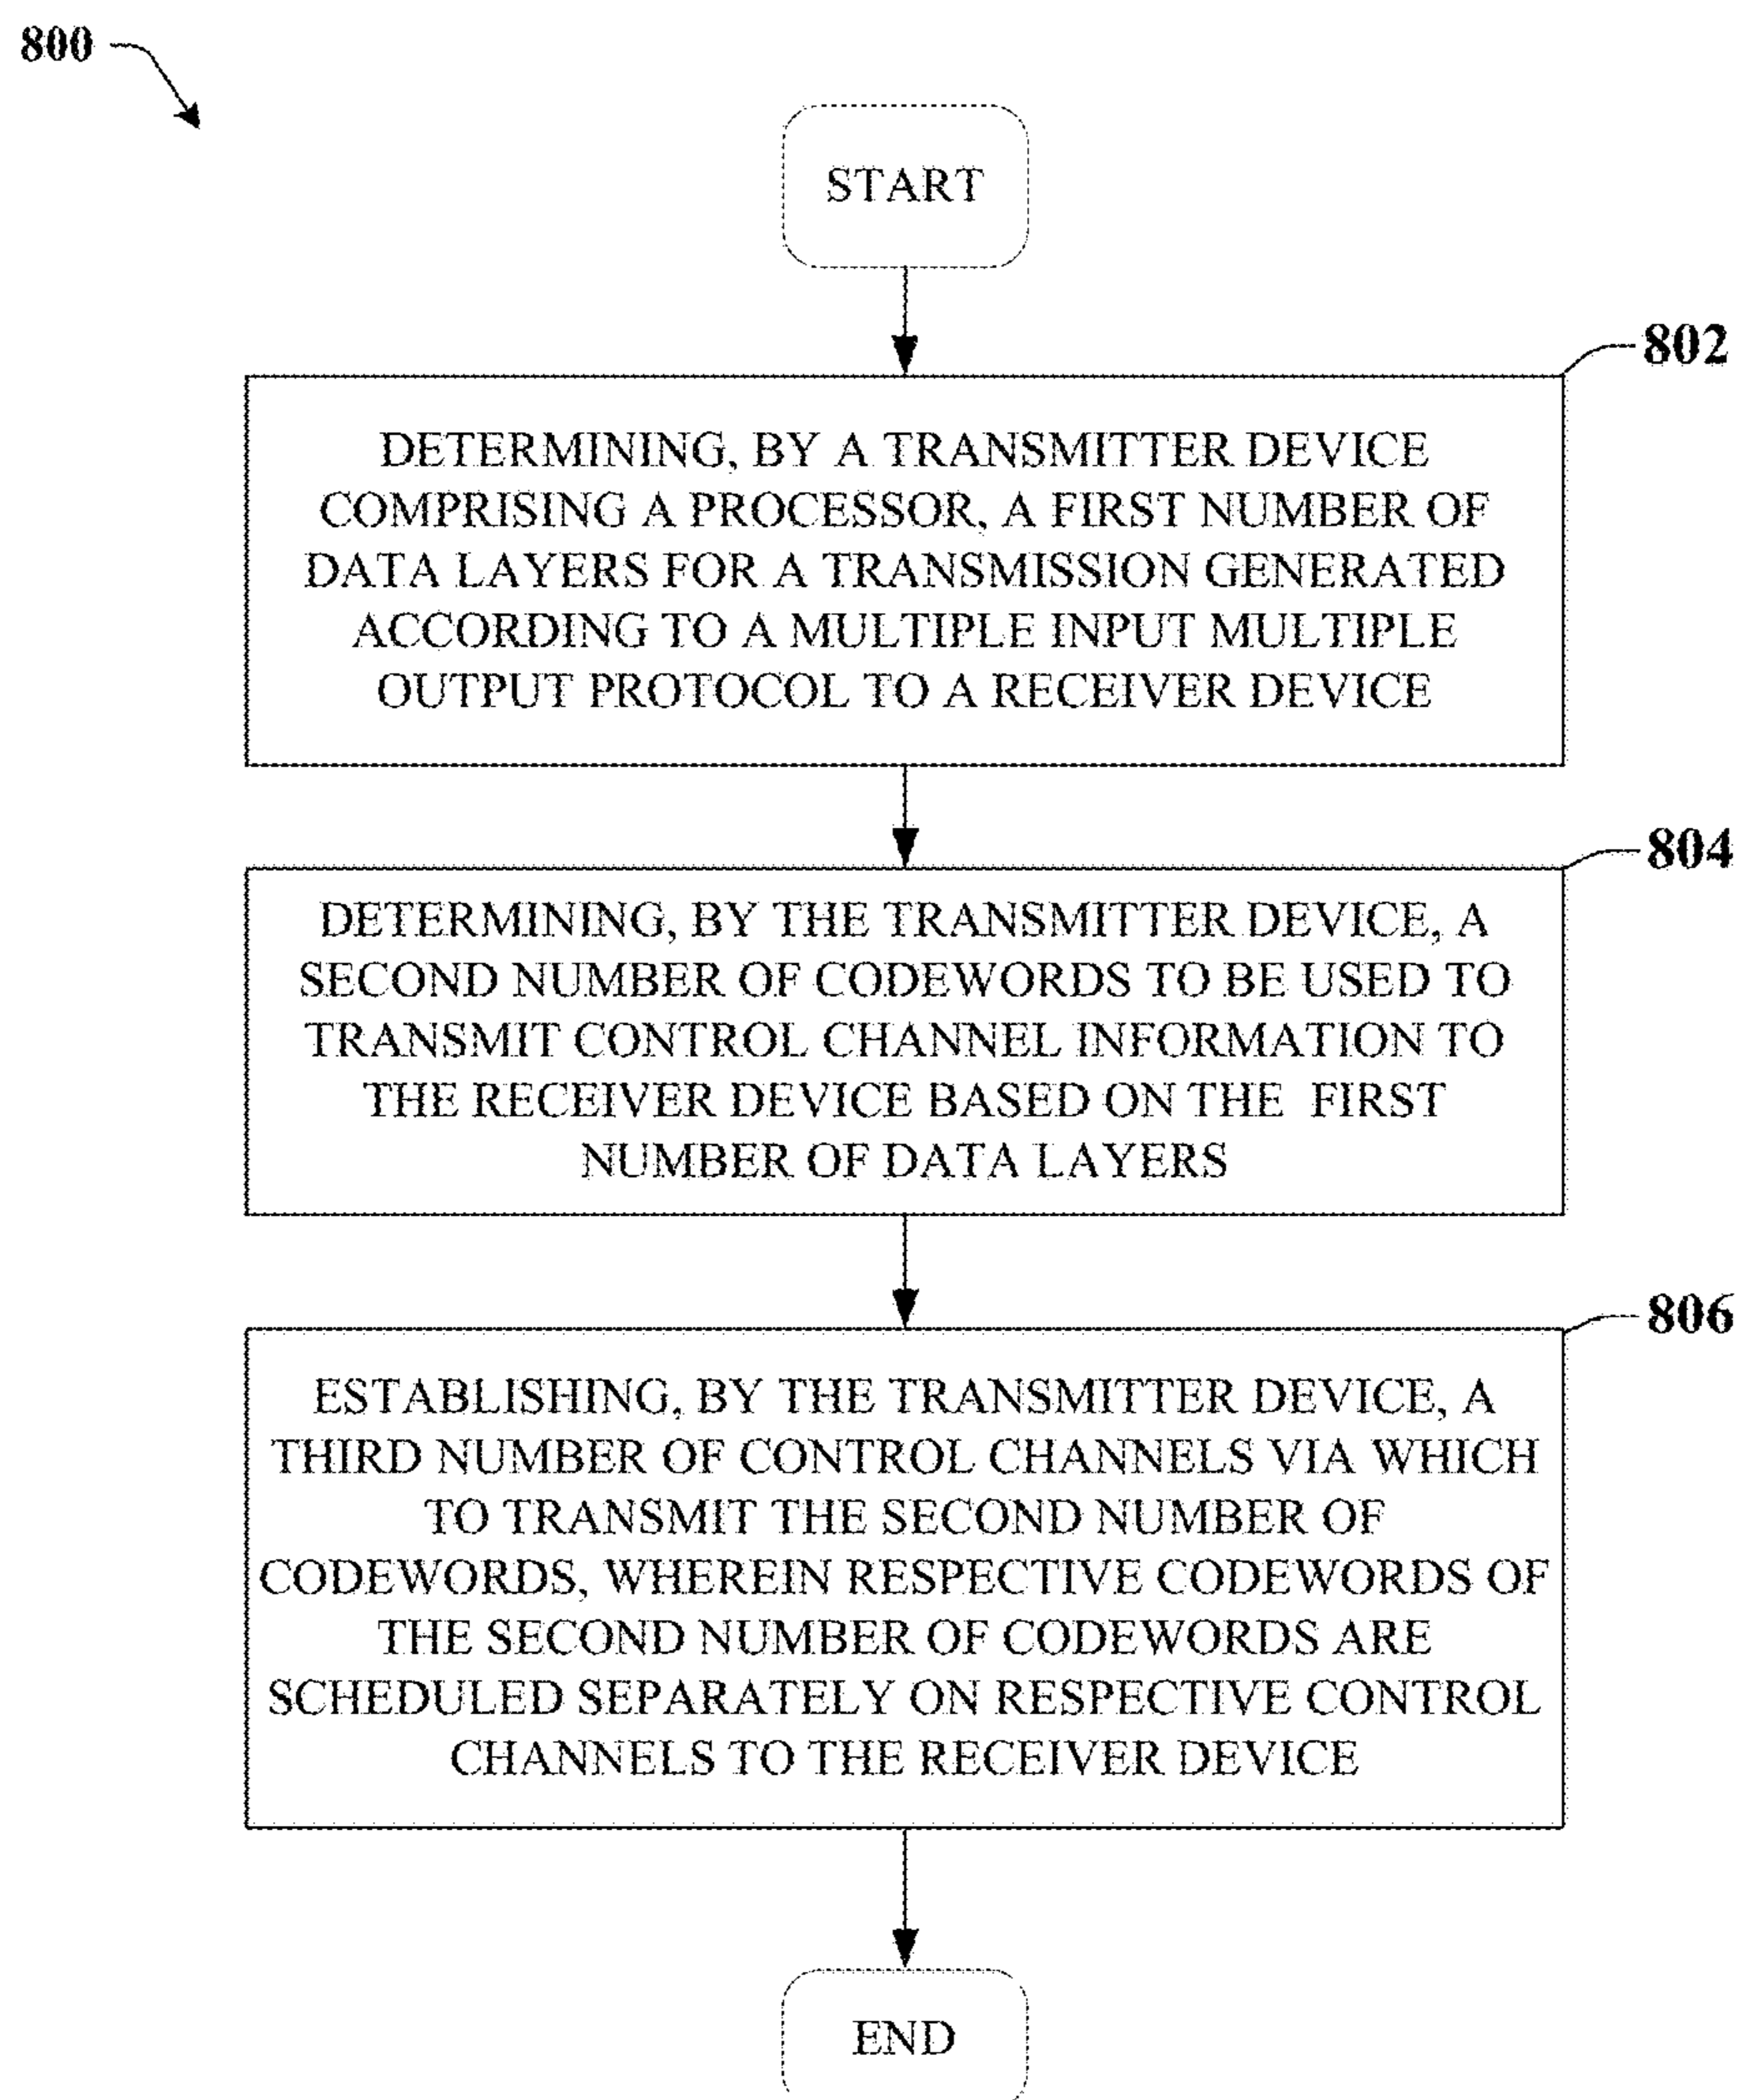 800
START
802
DETERMINING, BY A TRANSMITTER DEVICE
COMPRISING A PROCESSOR, A FIRST NUMBER OF
DATA LAYERS FOR A TRANSMISSION GENERATED
ACCORDING TO A MULTIPLE INPUT MULTIPLE
OUTPUT PROTOCOL TO A RECEIVER DEVICE
804
DETERMINING, BY THE TRANSMITTER DEVICE, A
SECOND NUMBER OF CODEWORDS TO BE USED TO
TRANSMIT CONTROL CHANNEL INFORMATION TO
THE RECEIVER DEVICE BASED ON THE FIRST
NUMBER OF DATA LAYERS
806
ESTABLISHING, BY THE TRANSMITTER DEVICE, A
THIRD NUMBER OF CONTROL CHANNELS VIA WHICH
TO TRANSMIT THE SECOND NUMBER OF
CODEWORDS, WHEREIN RESPECTIVE CODEWORDS OF
THE SECOND NUMBER OF CODEWORDS ARE
SCHEDULED SEPARATELY ON RESPECTIVE CONTROL
CHANNELS TO THE RECEIVER DEVICE
END